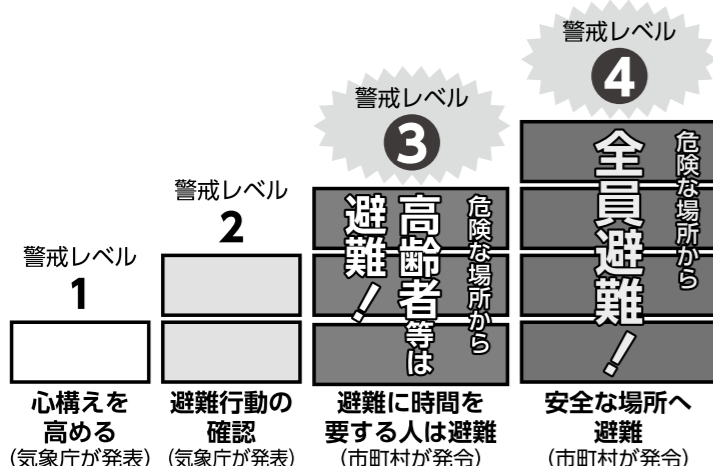 警戒レベル
1
心構えを
高める
(気象庁が発表)
警戒レベル
2
避難行動の
確認
(気象庁が発表)
警戒レベル
3
危険な場所から
高齢者等は
避難!
避難に時間を
要する人は避難
(市町村が発令)
警戒レベル
4
危険な場所から
全員避難!
安全な場所へ
避難
(市町村が発令)